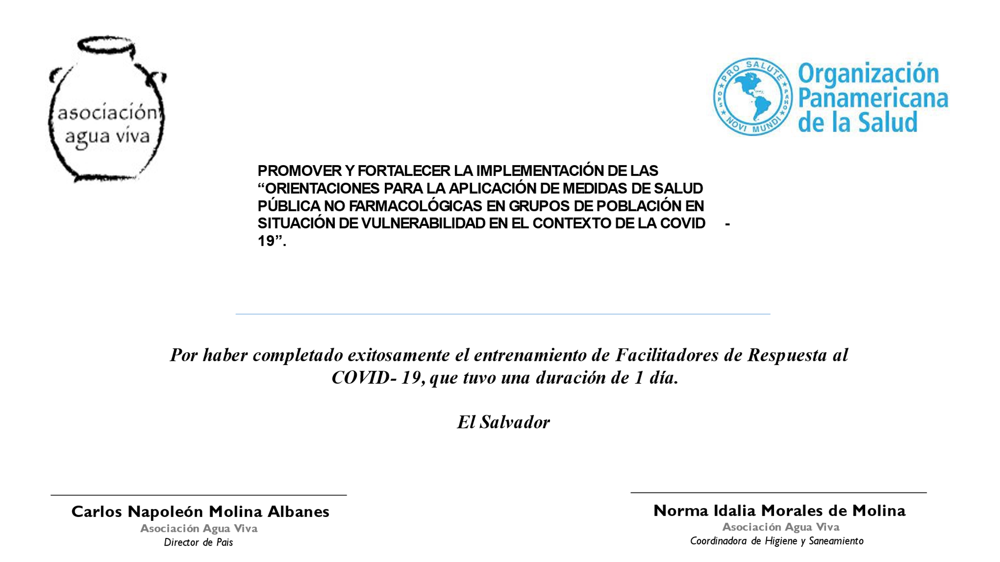 asociación
agua viva
PRO SALUTE
NOVI MUNDI
OPS
PAHO
Organización
Panamericana
de la Salud
PROMOVER Y FORTALECER LA IMPLEMENTACIÓN DE LAS
“ORIENTACIONES PARA LA APLICACIÓN DE MEDIDAS DE SALUD
PÚBLICA NO FARMACOLÓGICAS EN GRUPOS DE POBLACIÓN EN
SITUACIÓN DE VULNERABILIDAD EN EL CONTEXTO DE LA COVID -
19”.
Por haber completado exitosamente el entrenamiento de Facilitadores de Respuesta al
COVID- 19, que tuvo una duración de 1 día.
El Salvador
Carlos Napoleón Molina Albanes
Asociación Agua Viva
Director de Pais
Norma Idalia Morales de Molina
Asociación Agua Viva
Coordinadora de Higiene y Saneamiento